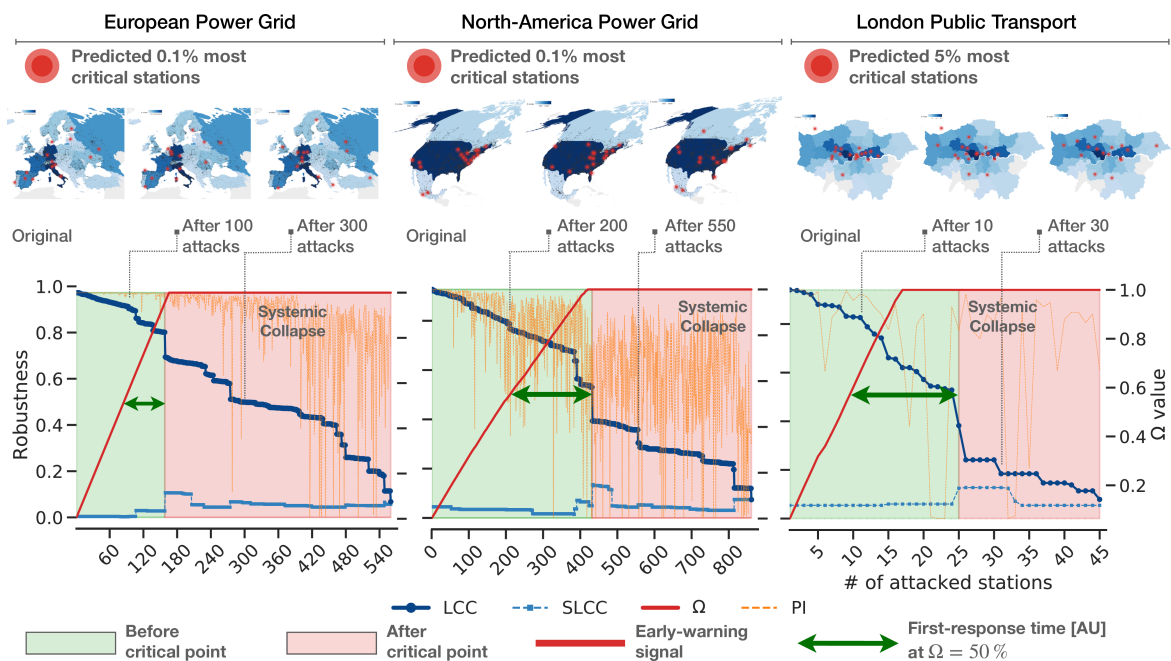 European Power Grid
North-America Power Grid
London Public Transport
Predicted 0.1% most
critical stations
Predicted 0.1% most
critical stations
Predicted 5% most
critical stations
Original
After 100
attacks
After 300
attacks
Original
After 200
attacks
After 550
attacks
Original
After 10
attacks
After 30
attacks
Robustness
1.0
0.8
0.6
0.4
0.2
0.0
Systemic
Collapse
Systemic
Collapse
Systemic
Collapse
1.0
0.8
0.6
0.4
0.2
Ω value
60 120 180 240 300 360 420 480 540
0 100 200 300 400 500 600 700 800
5 10 15 20 25 30 35 40 45
# of attacked stations
LCC SLCC Ω PI
Before
critical point
After
critical point
Early-warning
signal
First-response time [AU]
at Ω = 50 %